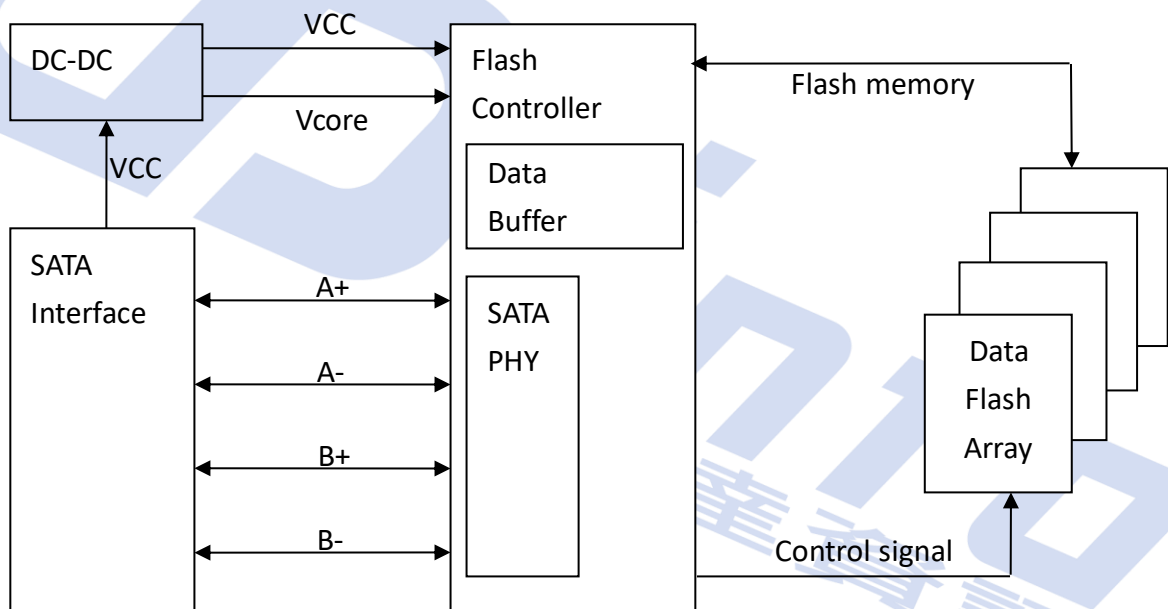 VCC
DC-DC
Flash
Controller
Flash memory
Vcore
VCC
Data
Buffer
SATA
Interface
A+
SATA
PHY
A-
Data
Flash
Array
B+
B-
Control signal